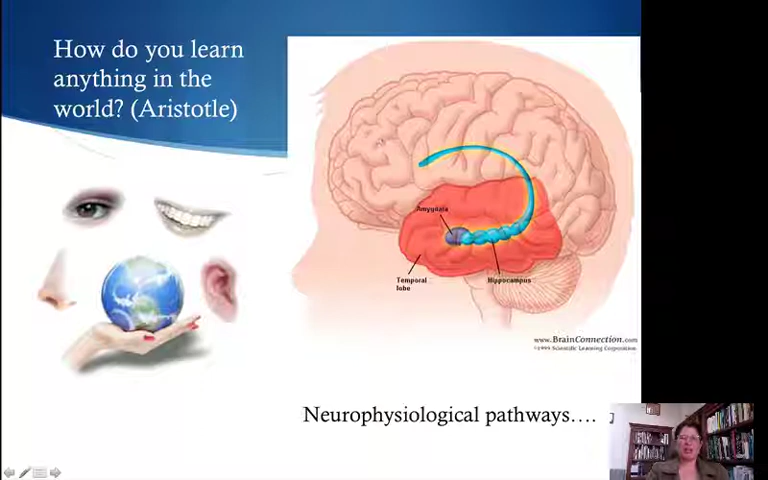 How do you learn
anything in the
world? (Aristotle)
Amygdala
Temporal
lobe
Hippocampus
www.BrainConnection.com
©1999 Scientific Learning Corporation
Neurophysiological pathways….